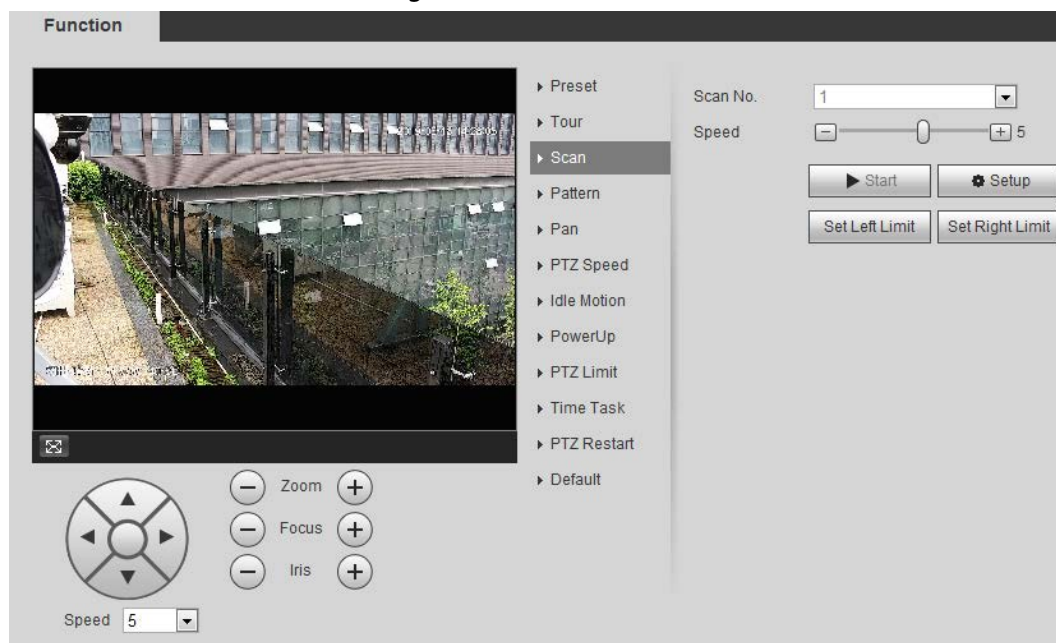 Function
Preset
Tour
Scan
Pattern
Pan
PTZ Speed
Idle Motion
PowerUp
PTZ Limit
Time Task
PTZ Restart
Default
Scan No. 1
Speed 5
Start Setup
Set Left Limit Set Right Limit
Zoom
Focus
Iris
Speed 5